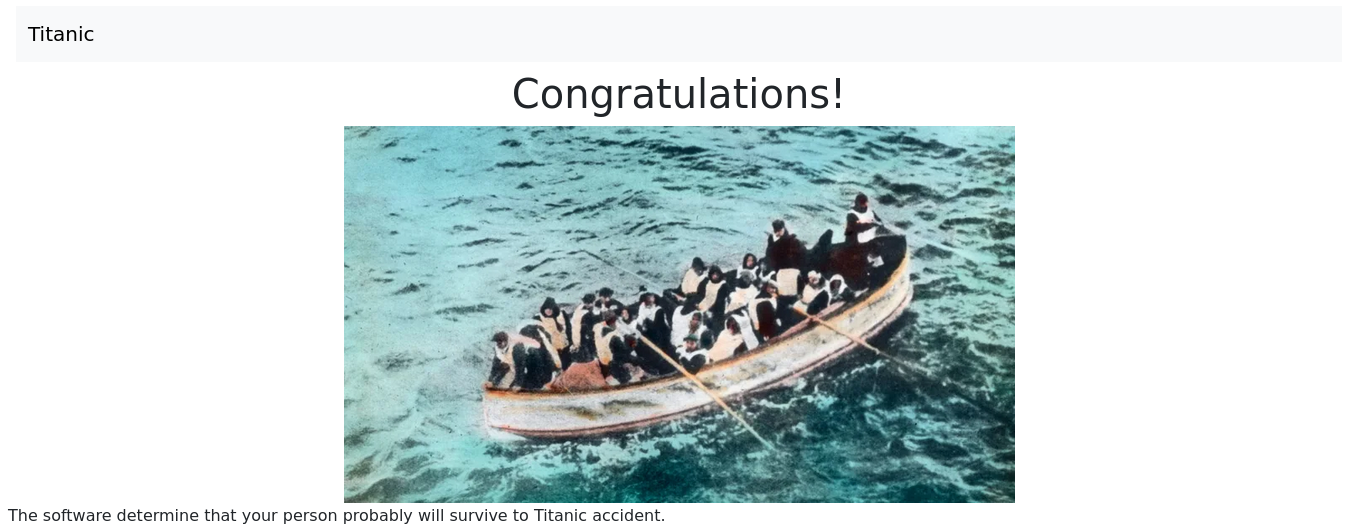 Titanic
Congratulations!
The software determine that your person probably will survive to Titanic accident.